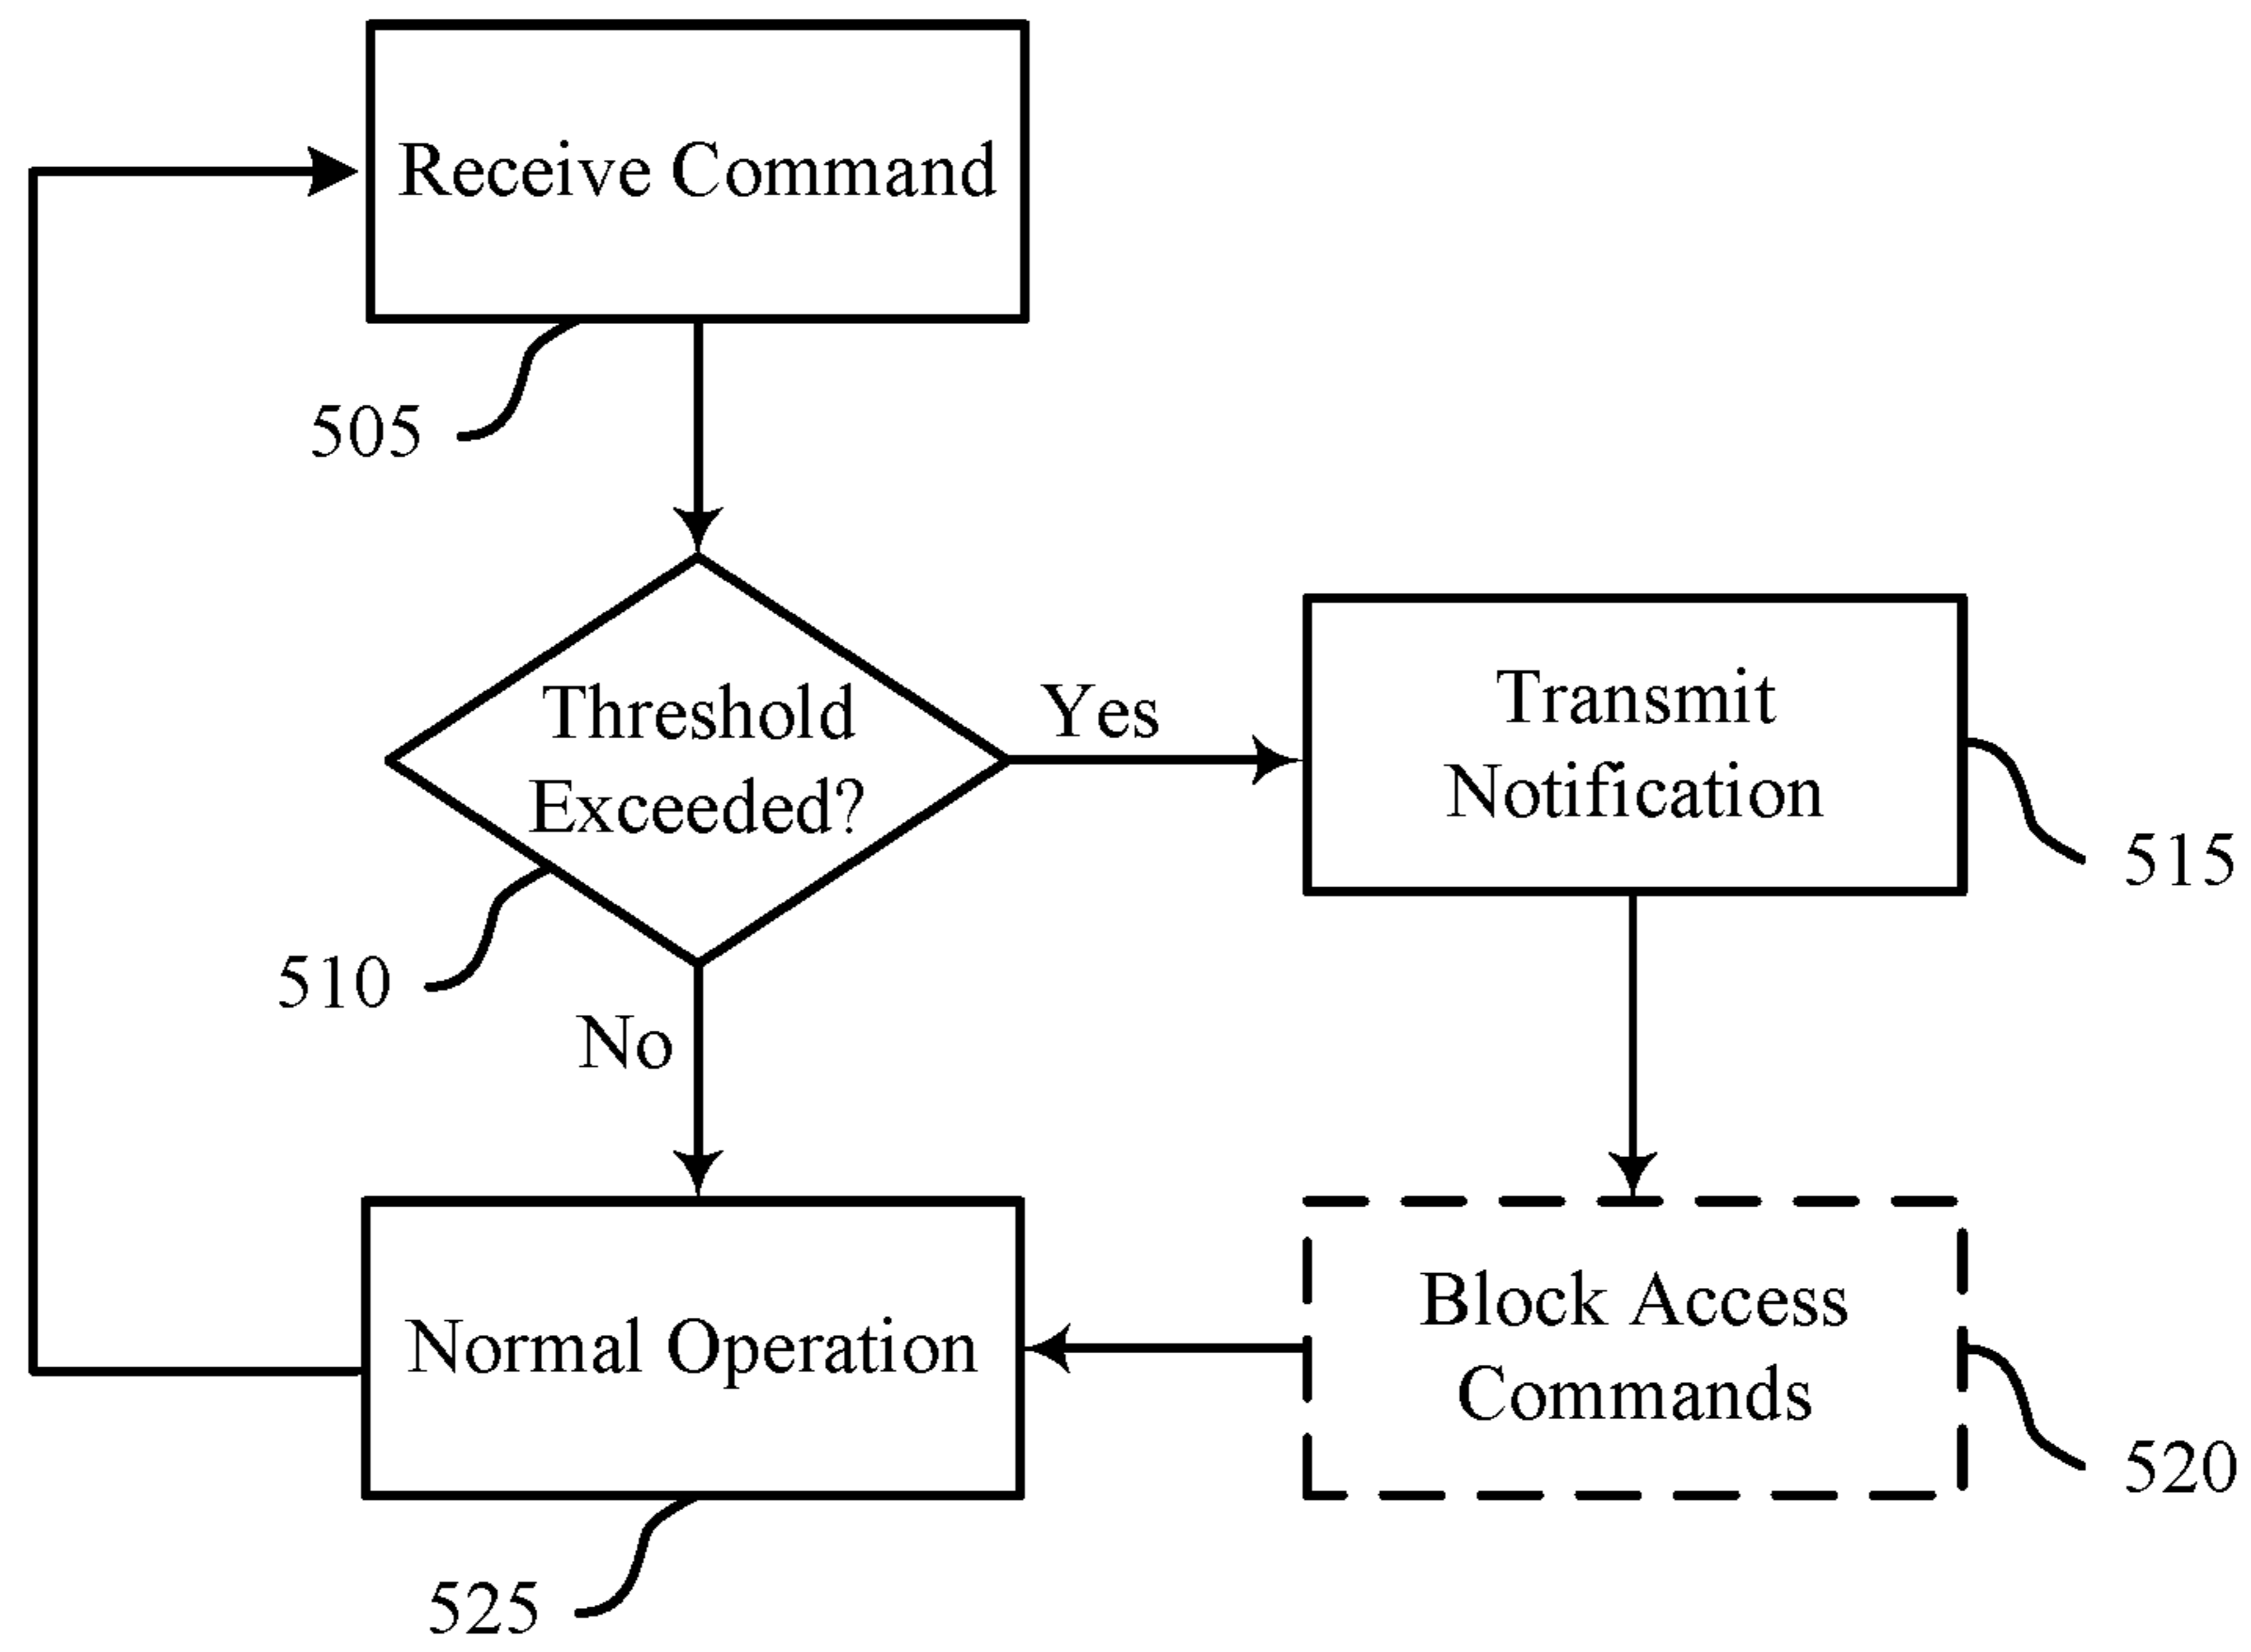 Receive Command
505
Threshold
Exceeded?
Yes
Transmit
Notification
515
510
No
Normal Operation
Block Access
Commands
520
525